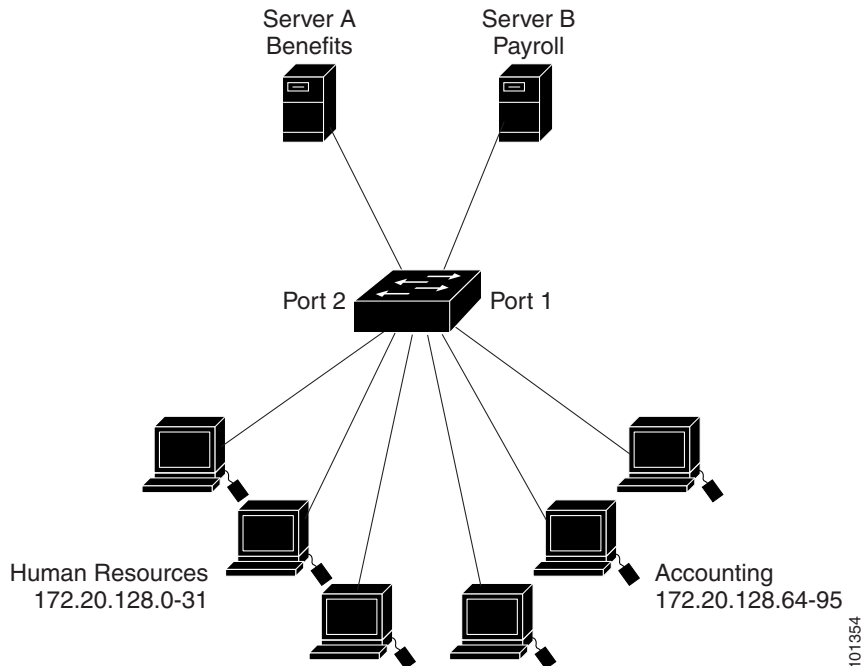 Server A
Benefits
Server B
Payroll
Port 2
Port 1
Human Resources
172.20.128.0-31
Accounting
172.20.128.64-95
101354